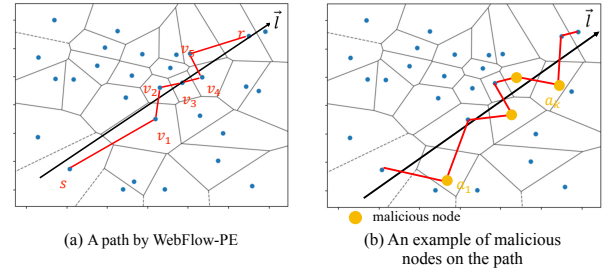 l⃗
r
v₅
v₂
v₃
v₄
v₁
s
(a) A path by WebFlow-PE
l⃗
aₓ
a₁
malicious node
(b) An example of malicious
nodes on the path